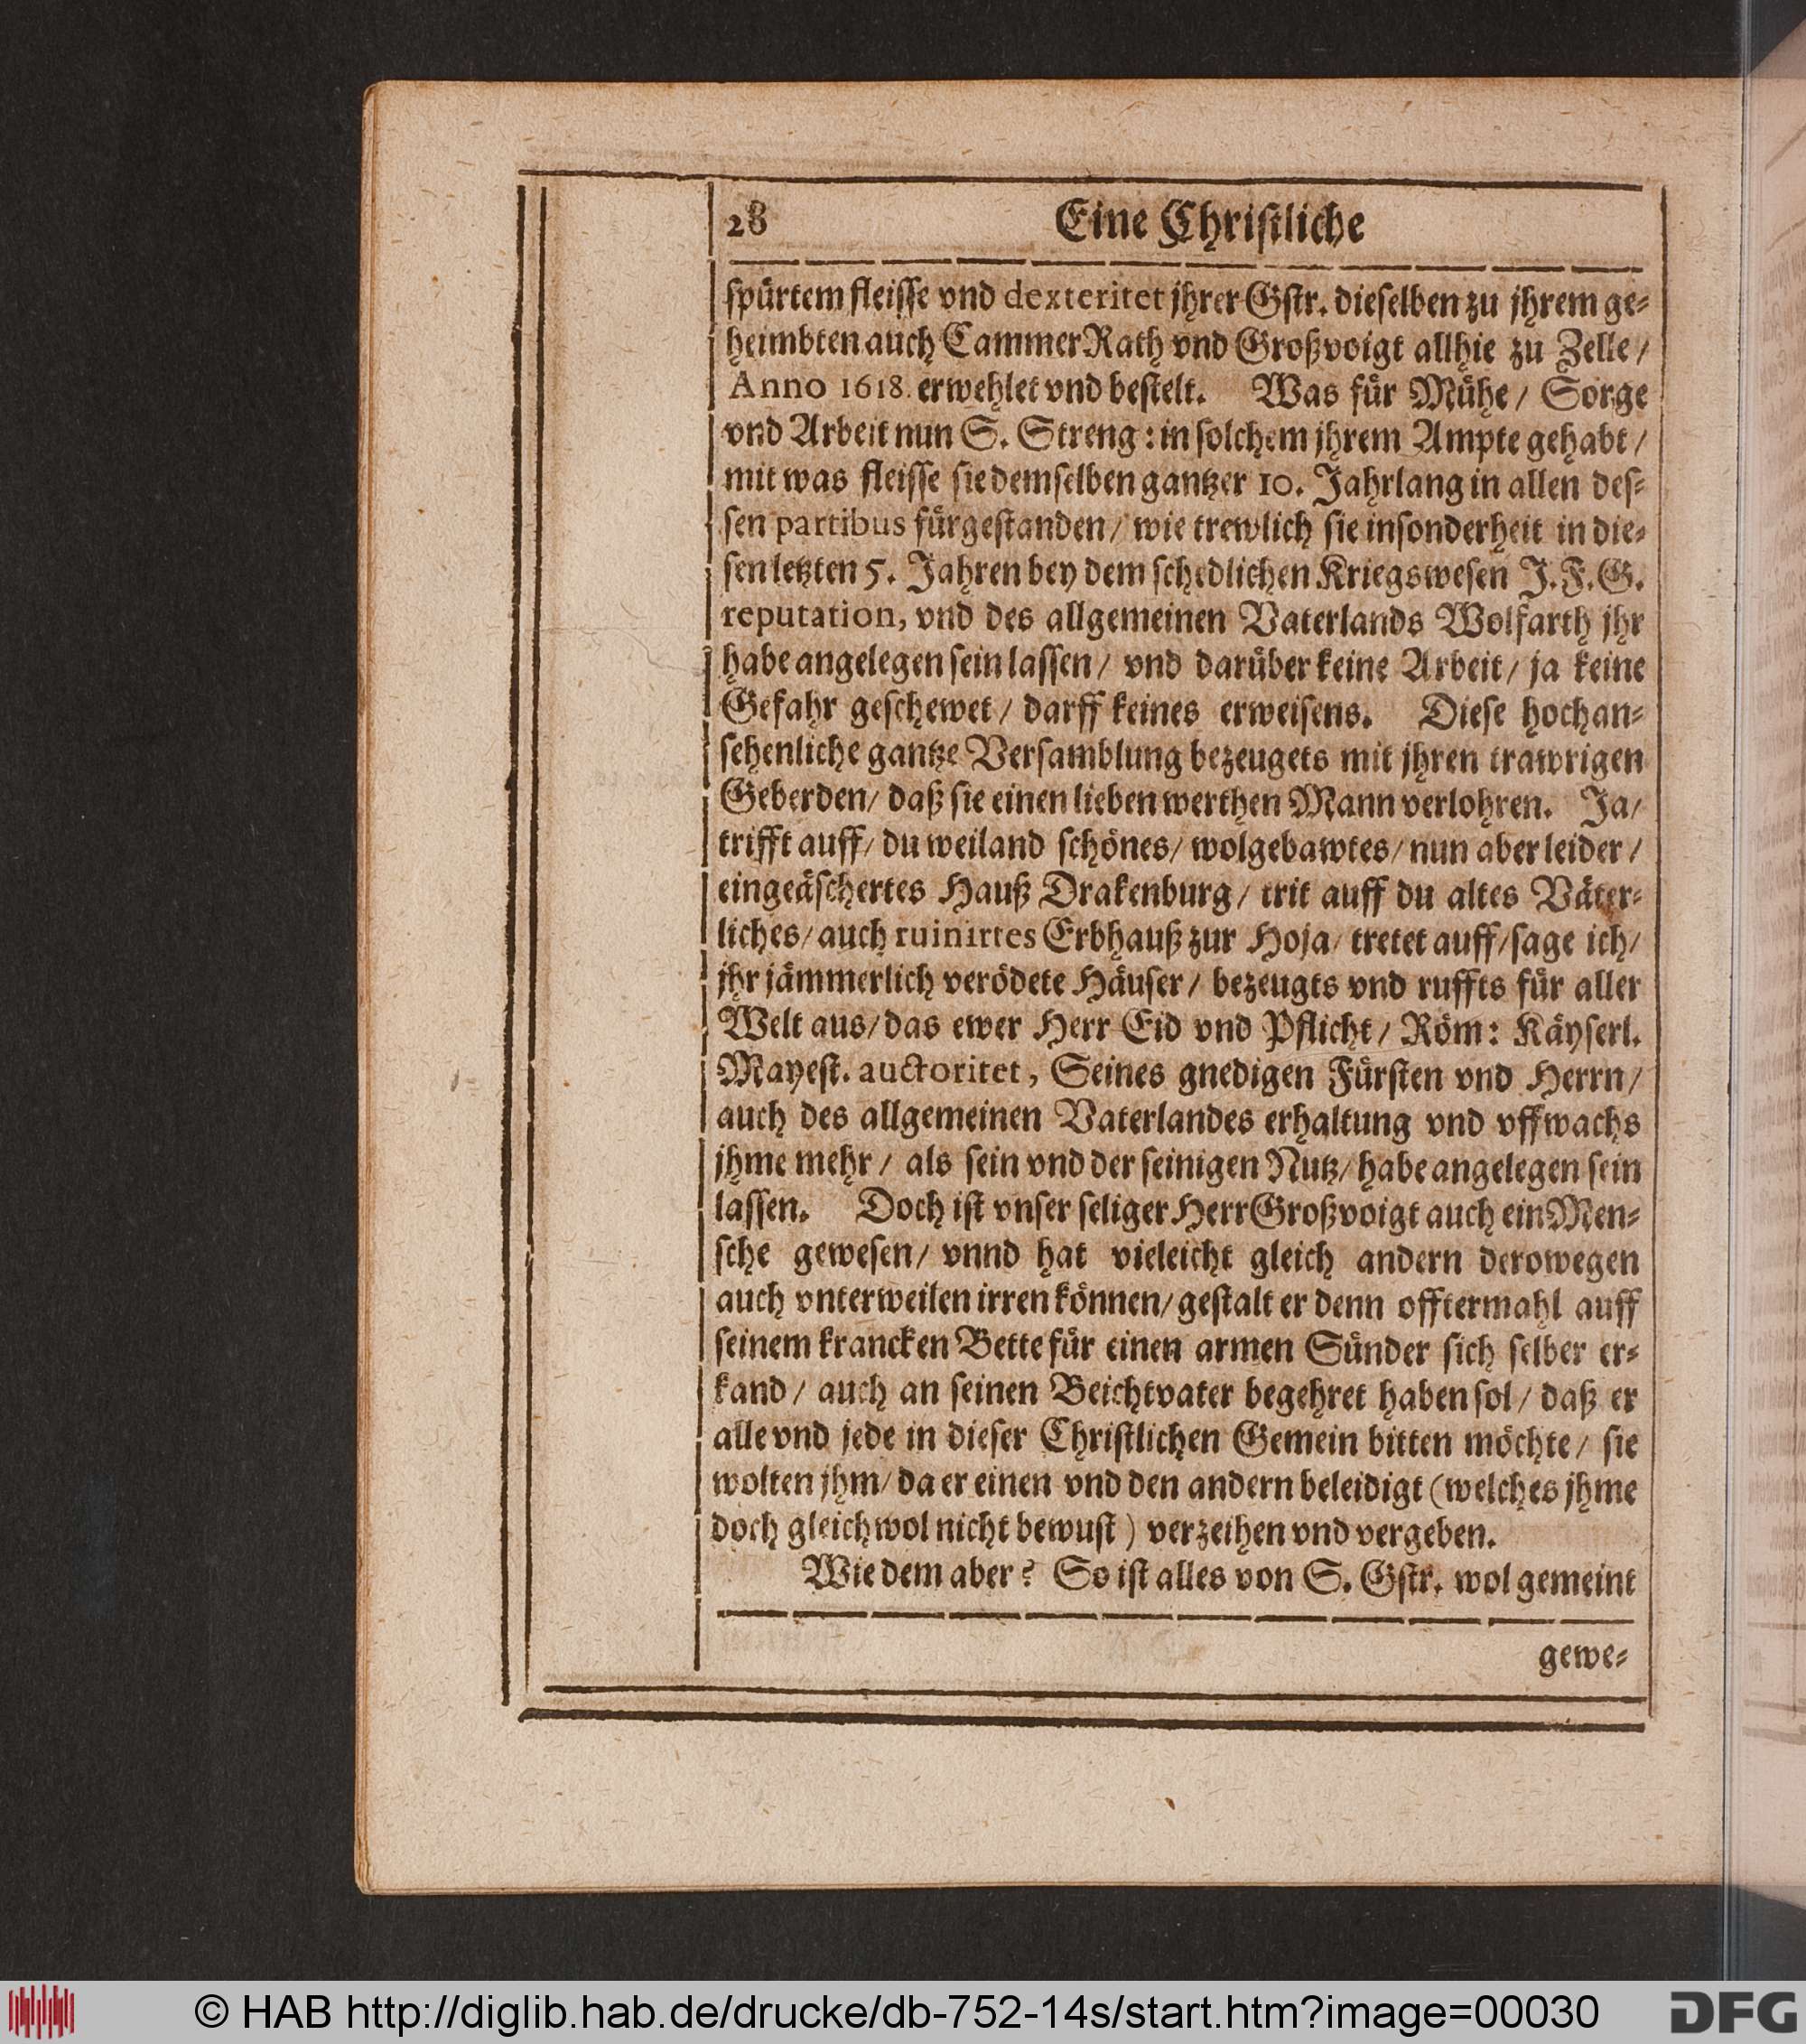 28 Eine Chriſtliche
ſpürtem fleiſſe vnd dexteritet jhrer Gſtr. dieſelben zu jhrem ge⸗
heimbten auch CammerRath vnd Großvoigt allhie zu Zelle /
Anno 1618. erwehlet vnd beſtelt. Was für Mühe / Sorge
vnd Arbeit nun S. Streng: in ſolchem jhrem Ampte gehabt /
mit was fleiſſe ſie demſelben gantzer 10. Jahrlang in allen deſ⸗
ſen partibus fürgeſtanden / wie trewlich ſie inſonderheit in die⸗
ſen letzten 5. Jahren bey dem ſchedlichen Kriegsweſen J. F. G.
reputation, vnd des allgemeinen Vaterlands Wolfarth jhr
habe angelegen ſein laſſen / vnd darüber keine Arbeit / ja keine
Gefahr geſchewet / darff keines erweiſens. Dieſe hochan⸗
ſehenliche gantze Verſamblung bezeugets mit jhren trawrigen
Geberden / daß ſie einen lieben werthen Mann verlohren. Ja /
trifft auff / du weiland ſchönes / wolgebawtes / nun aber leider /
eingeäſchertes Hauß Drakenburg / trit auff du altes Väter⸗
liches / auch ruinirtes Erbhauß zur Hoja / tretet auff / ſage ich /
jhr jämmerlich verödete Häuſer / bezeugts vnd ruffts für aller
Welt aus / das ewer Herr Eid vnd Pflicht / Röm: Käyſerl.
Mayeſt. auctoritet, Seines gnedigen Fürſten vnd Herrn /
auch des allgemeinen Vaterlandes erhaltung vnd vffwachs
jhme mehr / als ſein vnd der ſeinigen Nutz / habe angelegen ſein
laſſen. Doch iſt vnſer ſeliger Herr Großvoigt auch ein Men⸗
ſche geweſen / vnnd hat vieleicht gleich andern derowegen
auch vnterweilen irren können / geſtalt er denn offtermahl auff
ſeinem krancken Bette für einen armen Sünder ſich ſelber er⸗
kand / auch an ſeinen Beichtvater begehret haben ſol / daß er
alle vnd jede in dieſer Chriſtlichen Gemein bitten möchte / ſie
wolten jhm / da er einen vnd den andern beleidigt (welches jhme
doch gleichwol nicht bewuſt) verzeihen vnd vergeben.
Wie dem aber? So iſt alles von S. Gſtr. wol gemeint
gewe⸗
© HAB http://diglib.hab.de/drucke/db-752-14s/start.htm?image=00030
DFG